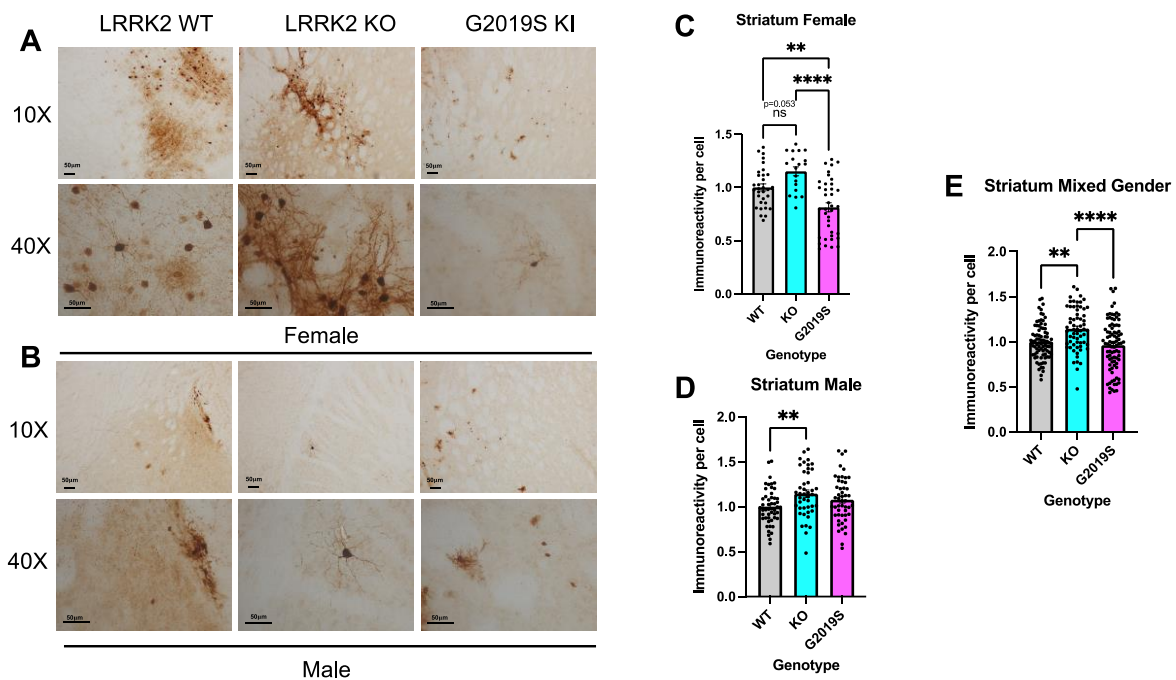 LRRK2 WT LRRK2 KO G2019S KI
A
10X
50μm 50μm 50μm
40X
50μm 50μm 50μm
Female
B
10X
50μm 50μm 50μm
40X
50μm 50μm 50μm
Male
C Striatum Female
**
****
p=0.053
ns
Immunoreactivity per cell
1.5
1.0
0.5
0.0
WT KO G2019S
Genotype
D Striatum Male
**
Immunoreactivity per cell
2.0
1.5
1.0
0.5
0.0
WT KO G2019S
Genotype
E Striatum Mixed Gender
****
**
Immunoreactivity per cell
2.0
1.5
1.0
0.5
0.0
WT KO G2019S
Genotype